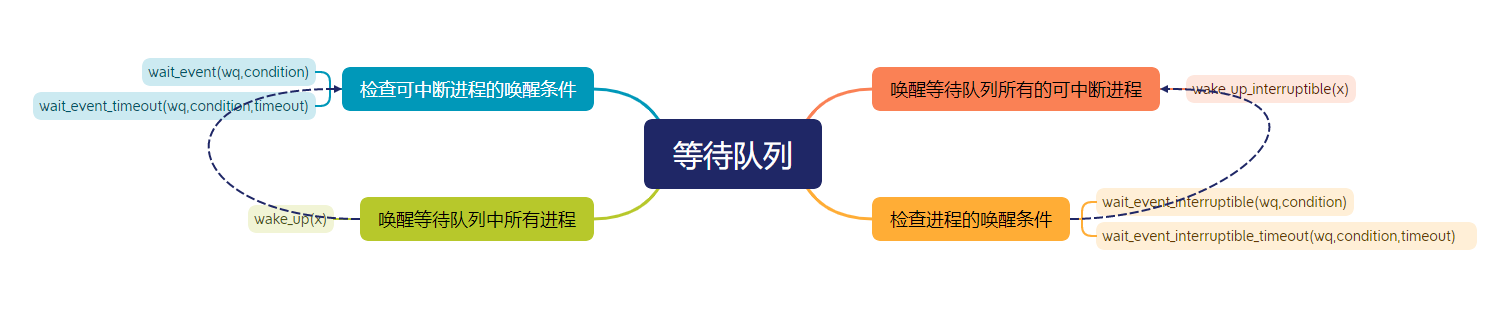 等待队列
检查可中断进程的唤醒条件
wait_event(wq,condition)
wait_event_timeout(wq,condition,timeout)
唤醒等待队列中所有进程
wake_up(x)
唤醒等待队列所有的可中断进程
wake_up_interruptible(x)
检查进程的唤醒条件
wait_event_interruptible(wq,condition)
wait_event_interruptible_timeout(wq,condition,timeout)